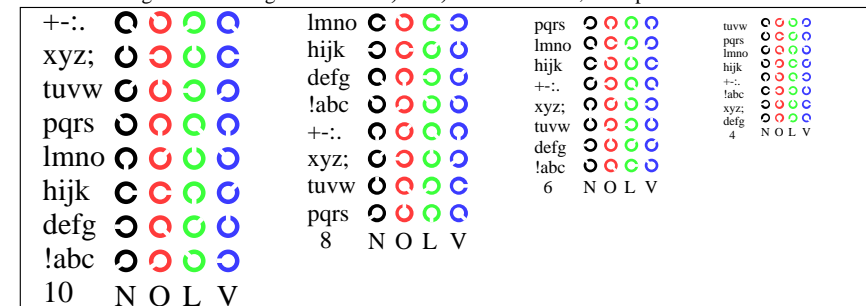 +-:.
xyz;
tuvw
pqrs
lmno
hijk
defg
!abc
10 N O L V
lmno
hijk
defg
!abc
+-:.
xyz;
tuvw
pqrs
8 N O L V
pqrs
lmno
hijk
+-:.
xyz;
tuvw
defg
!abc
6 N O L V
tuvw
pqrs
lmno
hijk
+-:.
!abc
xyz;
defg
4 N O L V